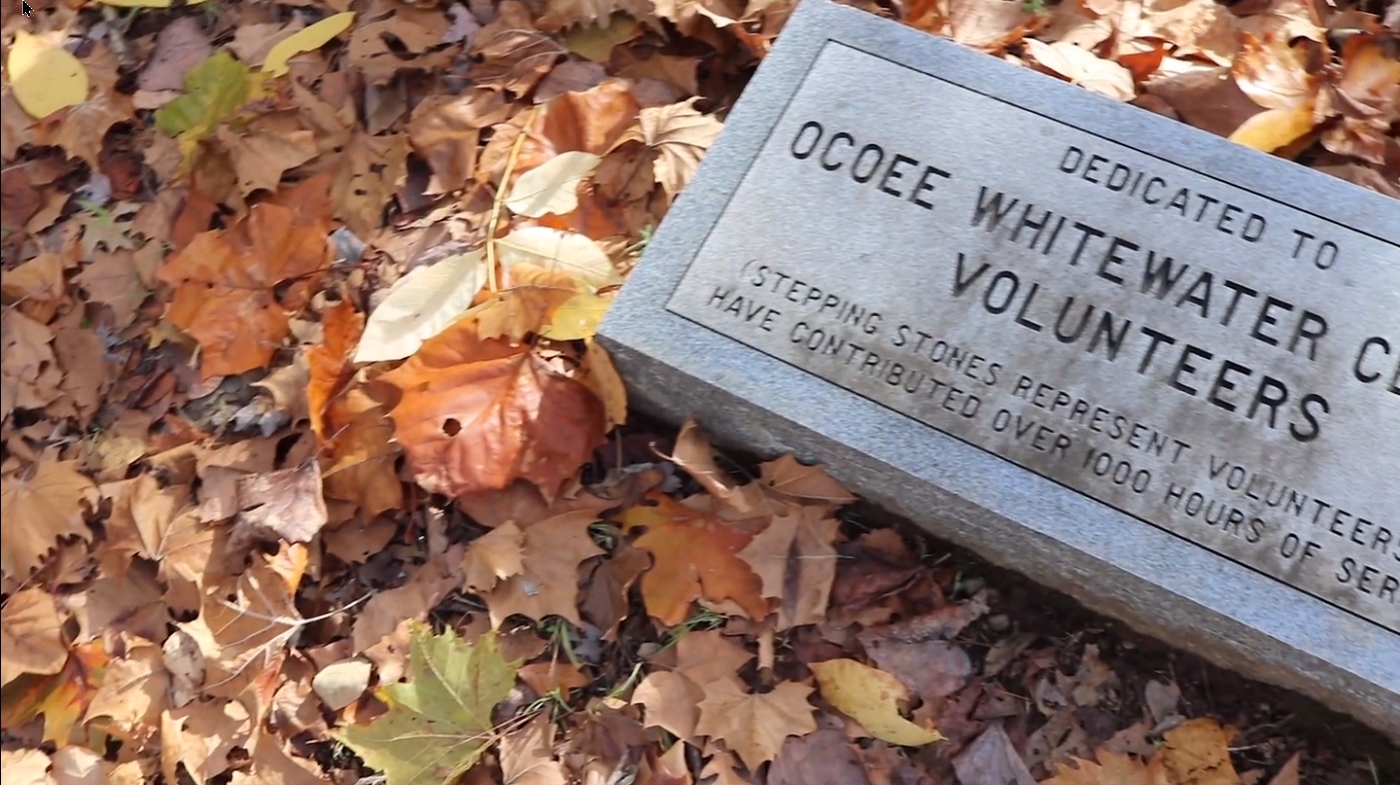 DEDICATED TO
OCOEE WHITEWATER
VOLUNTEERS
(STEPPING STONES REPRESENT VOLUNTEERS
HAVE CONTRIBUTED OVER 1000 HOURS OF